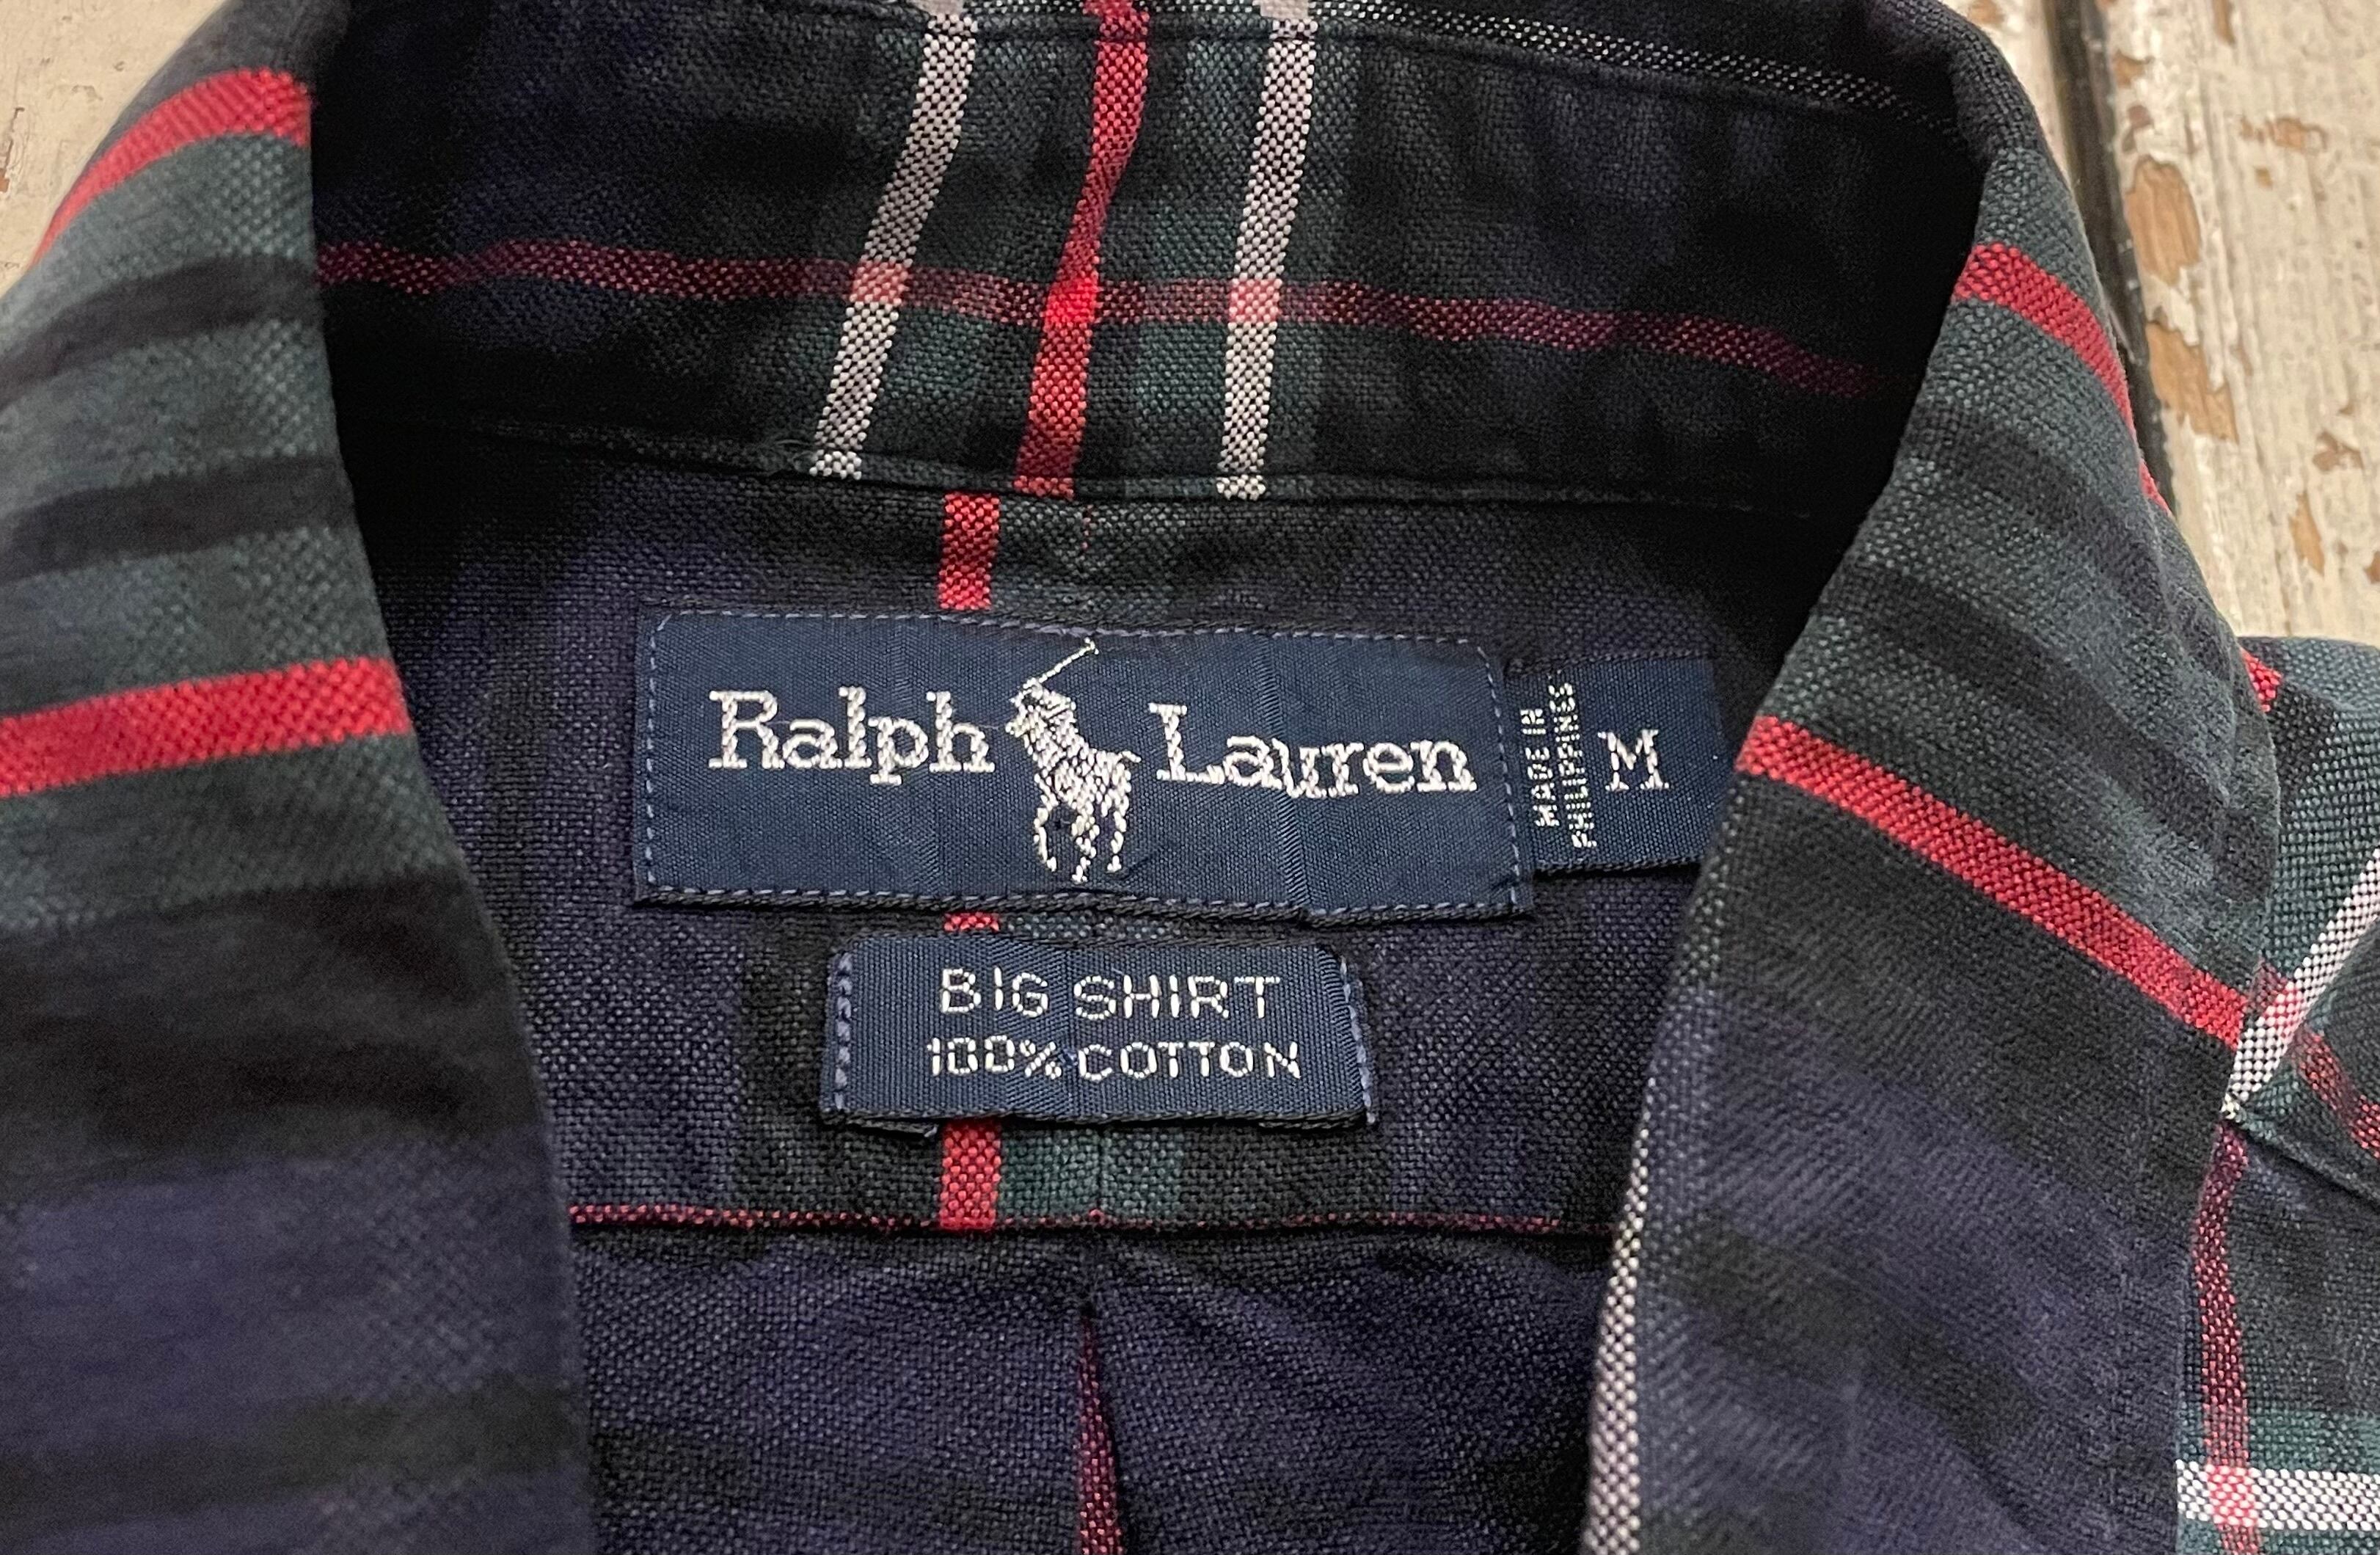 Ralph Lauren
MADE IN
PHILIPPINES
M
BIG SHIRT
100% COTTON